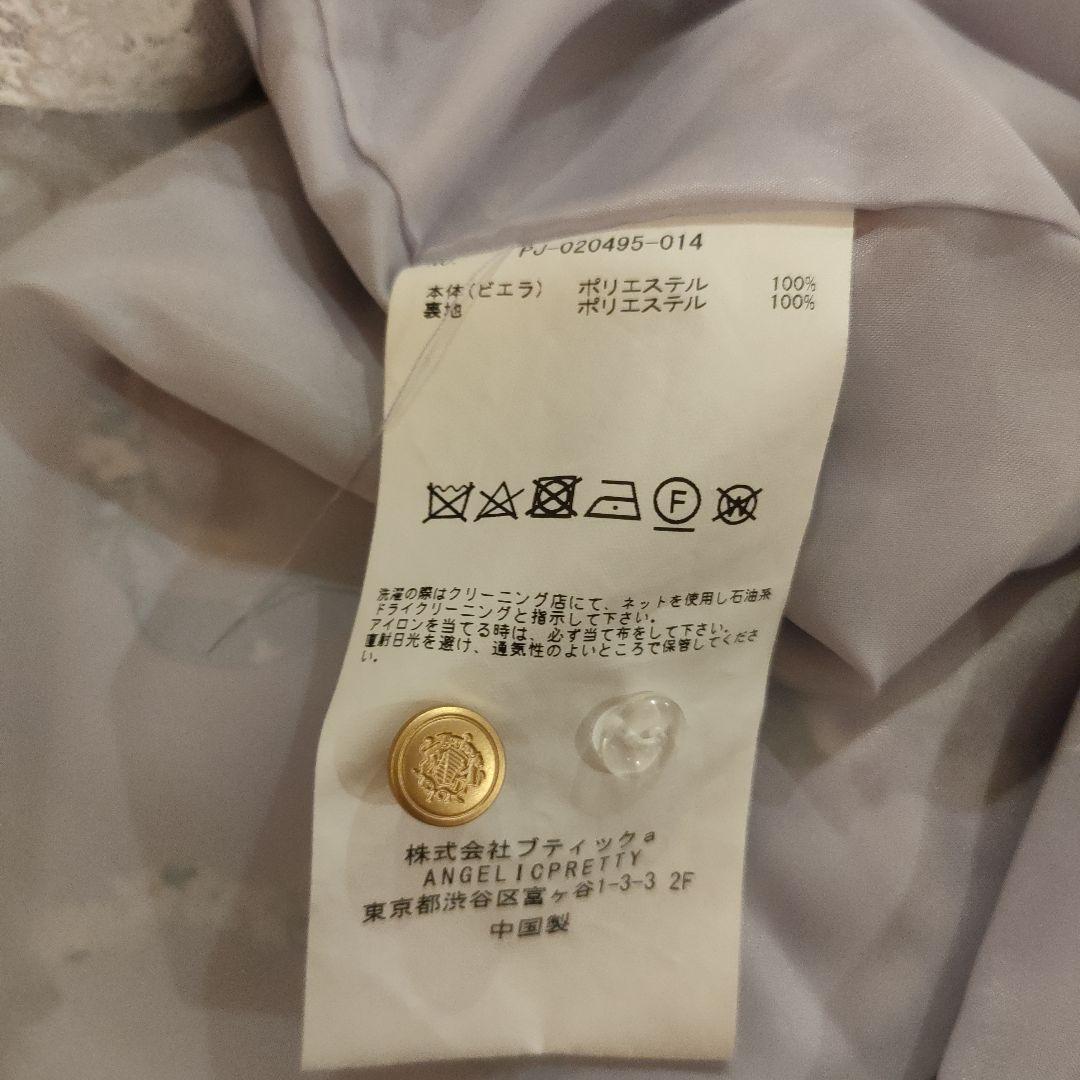 PJ-020495-014
本体(ビエラ) ポリエステル 100%
裏地 ポリエステル 100%
F W
洗濯の際はクリーニング店にて、ネットを使用し石油系
ドライクリーニングと指示して下さい。
アイロンを当てる時は、必ず当て布をして下さい。
直射日光を避け、通気性のよいところで保管してくださ
い。
株式会社ブティックa
ANGELICPRETTY
東京都渋谷区富ヶ谷1-3-3 2F
中国製